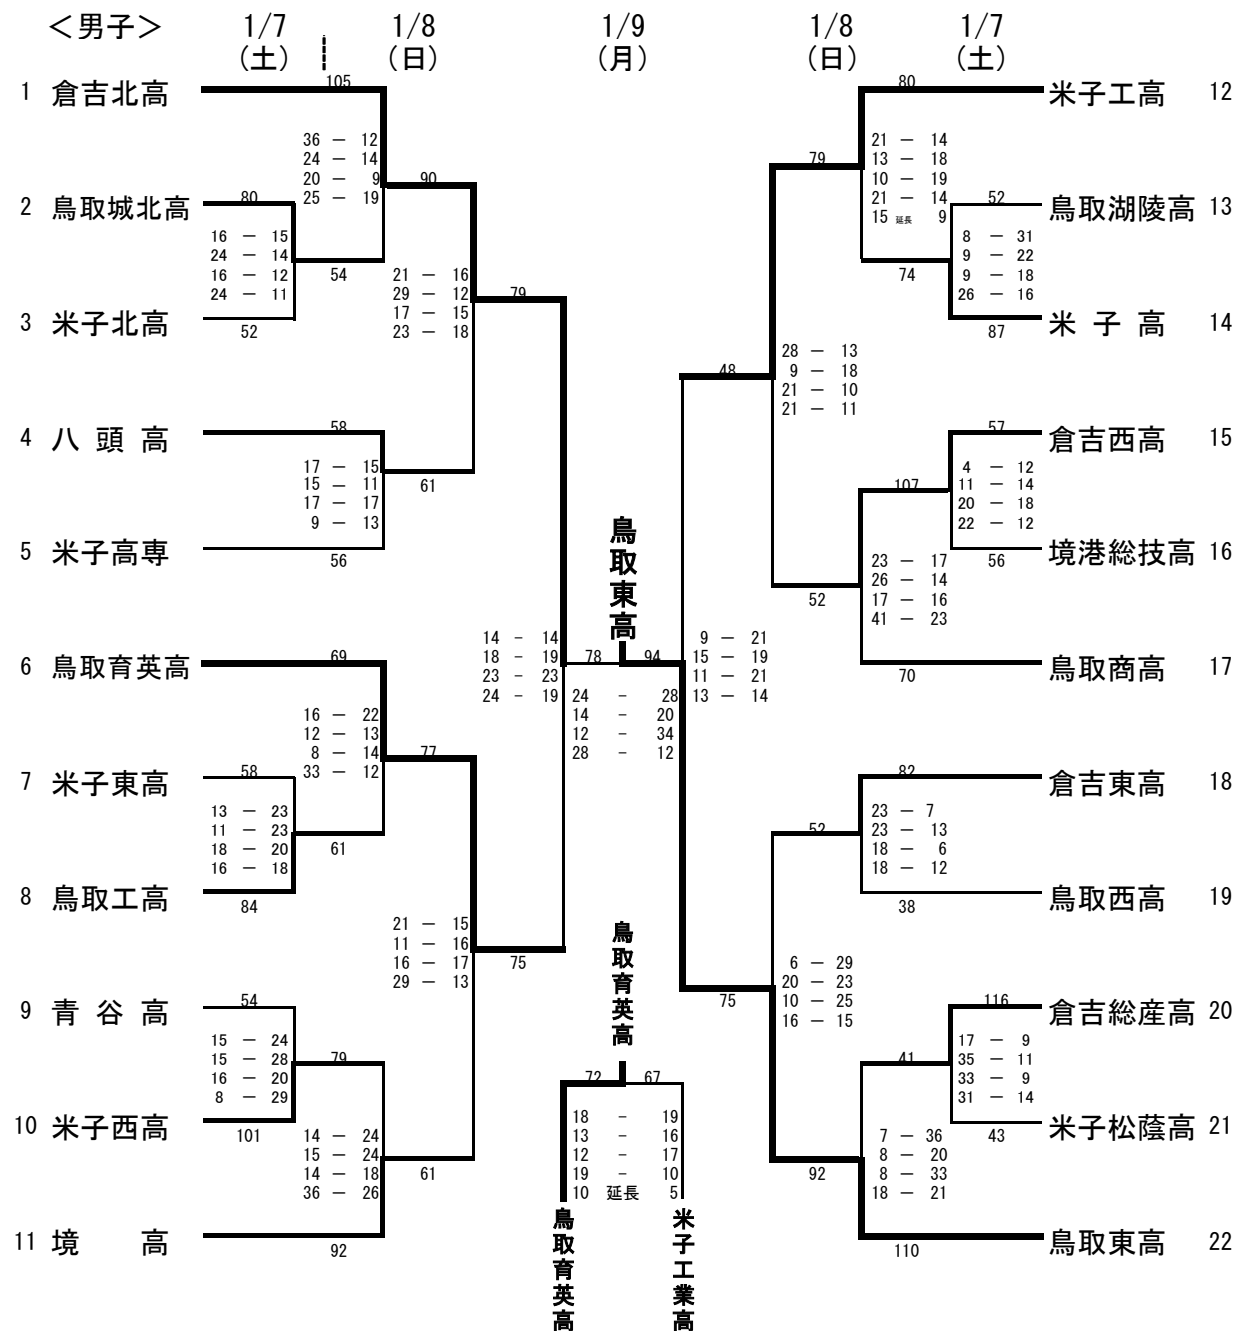 ＜男子＞ 1/7 1/8 1/9 1/8 1/7
（土） （日） （月） （日） （土）
1 倉吉北高
105
36 － 12
24 － 14
20 － 9
25 － 19
90
2 鳥取城北高
80
16 － 15
24 － 14
16 － 12
24 － 11
54
3 米子北高
52
21 － 16
29 － 12
17 － 15
23 － 18
79
4 八頭高
58
17 － 15
15 － 11
17 － 17
9 － 13
61
5 米子高専
56
6 鳥取育英高
69
16 － 22
12 － 13
8 － 14
33 － 12
77
7 米子東高
58
13 － 23
11 － 23
18 － 20
16 － 18
61
8 鳥取工高
84
21 － 15
11 － 16
16 － 17
29 － 13
75
9 青谷高
54
15 － 24
15 － 28
16 － 20
8 － 29
79
10 米子西高
101
14 － 24
15 － 24
14 － 18
36 － 26
61
11 境高
92
14 - 14
18 - 19
23 - 23
24 - 19
鳥取東高
78 94
24 - 28
14 - 20
12 - 34
28 - 12
9 － 21
15 － 19
11 － 21
13 － 14
鳥取育英高
72 67
18 - 19
13 - 16
12 - 17
19 - 10
10 延長 5
鳥取育英高
米子工業高
80
米子工高 12
79
21 － 14
13 － 18
10 － 19
21 － 14
15 延長 9
52
鳥取湖陵高 13
8 － 31
9 － 22
9 － 18
26 － 16
74
米子高 14
87
48
28 － 13
9 － 18
21 － 10
21 － 11
57
倉吉西高 15
4 － 12
11 － 14
20 － 18
22 － 12
107
境港総技高 16
56
23 － 17
26 － 14
17 － 16
41 － 23
52
鳥取商高 17
70
82
倉吉東高 18
23 － 7
23 － 13
18 － 6
18 － 12
52
鳥取西高 19
38
6 － 29
20 － 23
10 － 25
16 － 15
75
116
倉吉総産高 20
17 － 9
35 － 11
33 － 9
31 － 14
41
米子松蔭高 21
43
7 － 36
8 － 20
8 － 33
18 － 21
92
鳥取東高 22
110